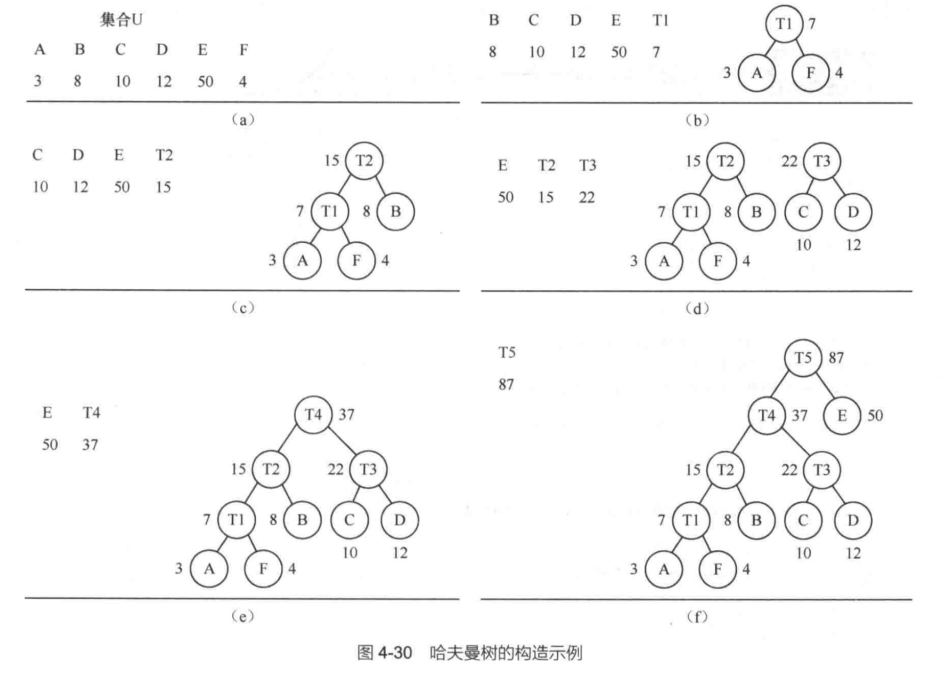 集合U
A B C D E F
3 8 10 12 50 4
(a)
B C D E T1
8 10 12 50 7
T1 7
3 A F 4
(b)
C D E T2
10 12 50 15
15 T2
7 T1 8 B
3 A F 4
(c)
E T2 T3
50 15 22
15 T2 22 T3
7 T1 8 B C D
10 12
3 A F 4
(d)
E T4
50 37
T4 37
15 T2 22 T3
7 T1 8 B C D
10 12
3 A F 4
(e)
T5
87
T5 87
T4 37 E 50
15 T2 22 T3
7 T1 8 B C D
10 12
3 A F 4
(f)
图 4-30 哈夫曼树的构造示例